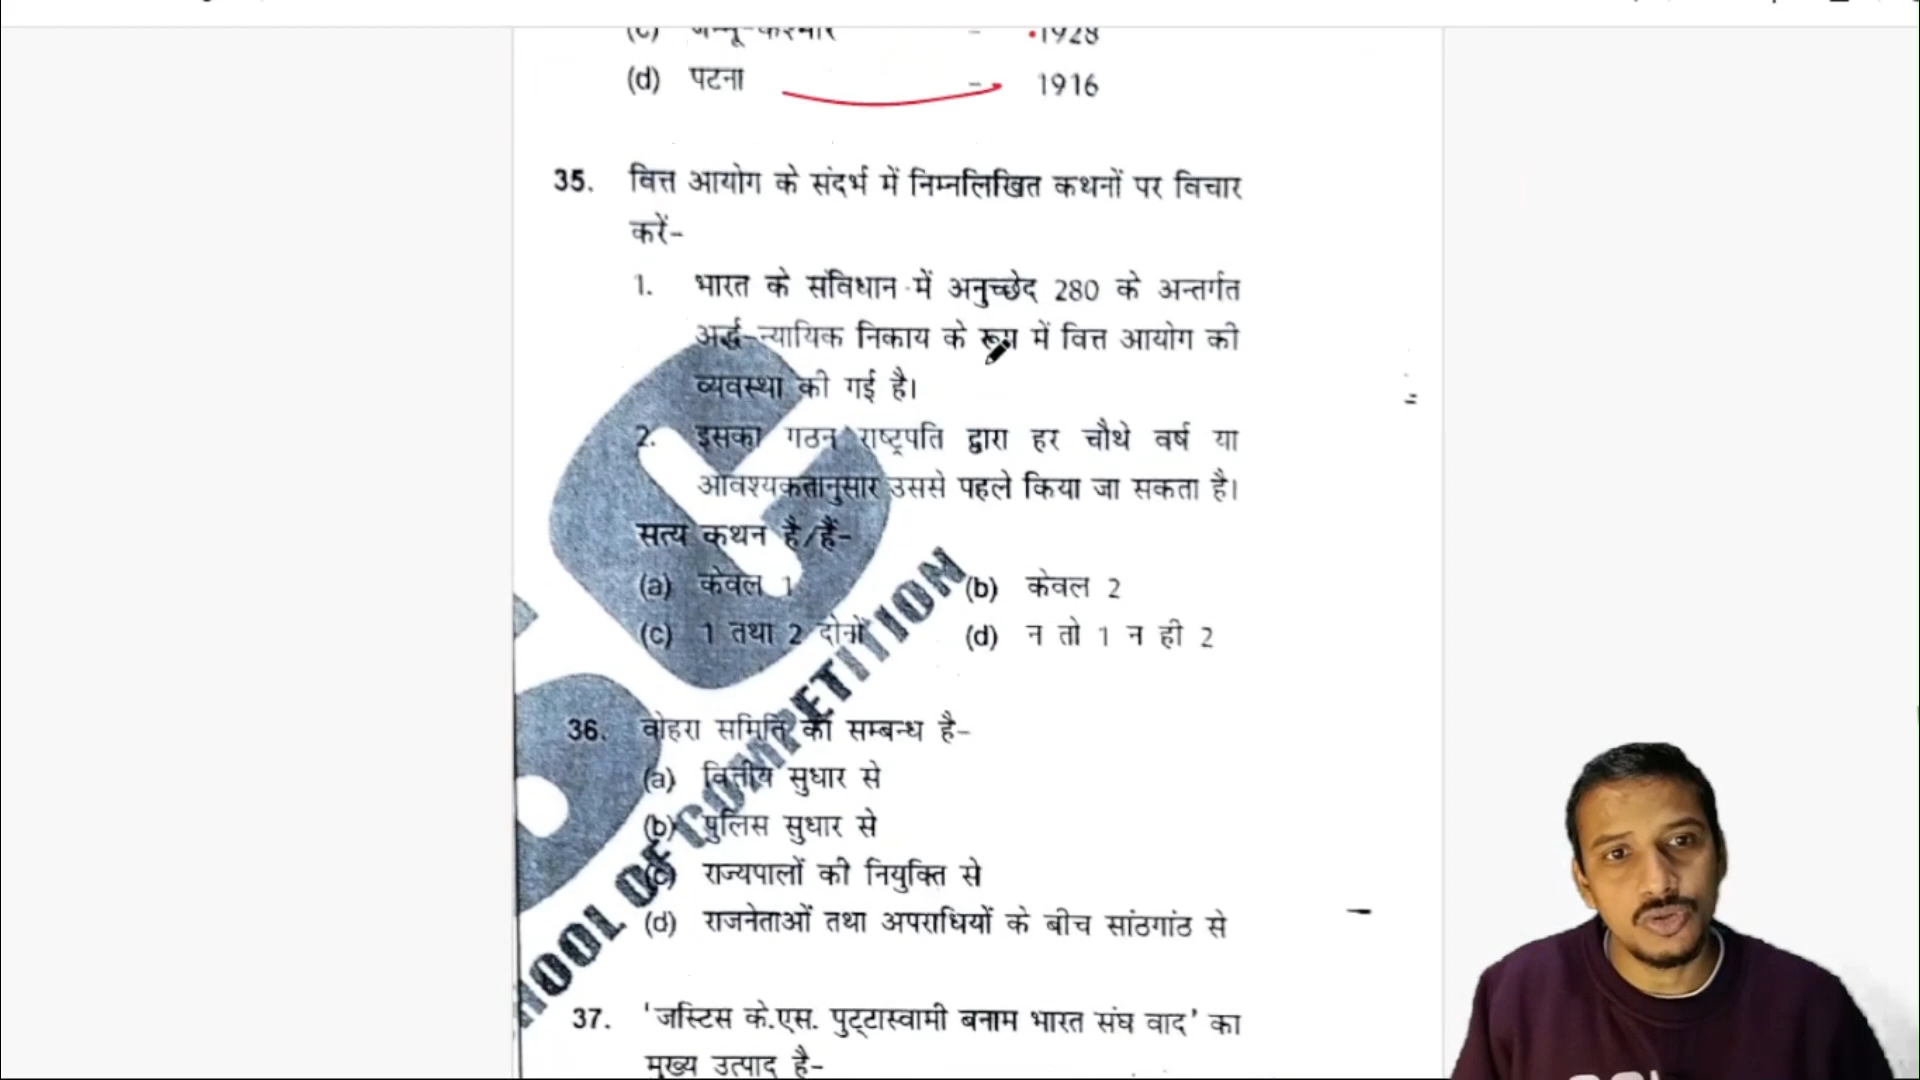 (c) जम्मू-कश्मीर - 1928
(d) पटना - 1916
35. वित्त आयोग के संदर्भ में निम्नलिखित कथनों पर विचार
करें-
1. भारत के संविधान में अनुच्छेद 280 के अन्तर्गत
अर्द्ध-न्यायिक निकाय के रूप में वित्त आयोग की
व्यवस्था की गई है।
2. इसका गठन राष्ट्रपति द्वारा हर चौथे वर्ष या
आवश्यकतानुसार उससे पहले किया जा सकता है।
सत्य कथन है/हैं-
(a) केवल 1 (b) केवल 2
(c) 1 तथा 2 दोनों (d) न तो 1 न ही 2
36. वोहरा समिति का सम्बन्ध है-
(a) वित्तीय सुधार से
(b) पुलिस सुधार से
(c) राज्यपालों की नियुक्ति से
(d) राजनेताओं तथा अपराधियों के बीच सांठगांठ से
37. 'जस्टिस के.एस. पुट्टास्वामी बनाम भारत संघ वाद' का
मुख्य उत्पाद है-
OF COMPETITION